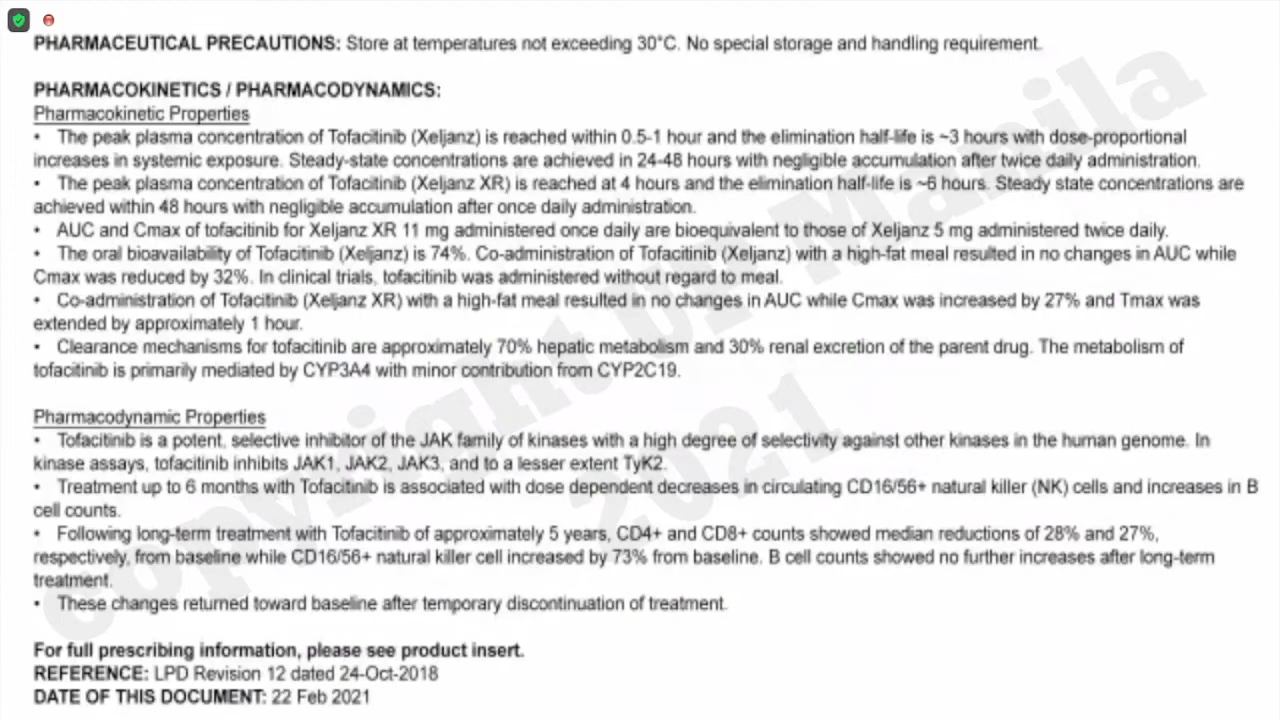 PHARMACEUTICAL PRECAUTIONS: Store at temperatures not exceeding 30°C. No special storage and handling requirement.
PHARMACOKINETICS / PHARMACODYNAMICS:
Pharmacokinetic Properties
• The peak plasma concentration of Tofacitinib (Xeljanz) is reached within 0.5-1 hour and the elimination half-life is ~3 hours with dose-proportional
increases in systemic exposure. Steady-state concentrations are achieved in 24-48 hours with negligible accumulation after twice daily administration.
• The peak plasma concentration of Tofacitinib (Xeljanz XR) is reached at 4 hours and the elimination half-life is ~6 hours. Steady state concentrations are
achieved within 48 hours with negligible accumulation after once daily administration.
• AUC and Cmax of tofacitinib for Xeljanz XR 11 mg administered once daily are bioequivalent to those of Xeljanz 5 mg administered twice daily.
• The oral bioavailability of Tofacitinib (Xeljanz) is 74%. Co-administration of Tofacitinib (Xeljanz) with a high-fat meal resulted in no changes in AUC while
Cmax was reduced by 32%. In clinical trials, tofacitinib was administered without regard to meal.
• Co-administration of Tofacitinib (Xeljanz XR) with a high-fat meal resulted in no changes in AUC while Cmax was increased by 27% and Tmax was
extended by approximately 1 hour.
• Clearance mechanisms for tofacitinib are approximately 70% hepatic metabolism and 30% renal excretion of the parent drug. The metabolism of
tofacitinib is primarily mediated by CYP3A4 with minor contribution from CYP2C19.
Pharmacodynamic Properties
• Tofacitinib is a potent, selective inhibitor of the JAK family of kinases with a high degree of selectivity against other kinases in the human genome. In
kinase assays, tofacitinib inhibits JAK1, JAK2, JAK3, and to a lesser extent TyK2.
• Treatment up to 6 months with Tofacitinib is associated with dose dependent decreases in circulating CD16/56+ natural killer (NK) cells and increases in B
cell counts.
• Following long-term treatment with Tofacitinib of approximately 5 years, CD4+ and CD8+ counts showed median reductions of 28% and 27%,
respectively, from baseline while CD16/56+ natural killer cell increased by 73% from baseline. B cell counts showed no further increases after long-term
treatment.
• These changes returned toward baseline after temporary discontinuation of treatment.
For full prescribing information, please see product insert.
REFERENCE: LPD Revision 12 dated 24-Oct-2018
DATE OF THIS DOCUMENT: 22 Feb 2021
copyright UP Manila
2021